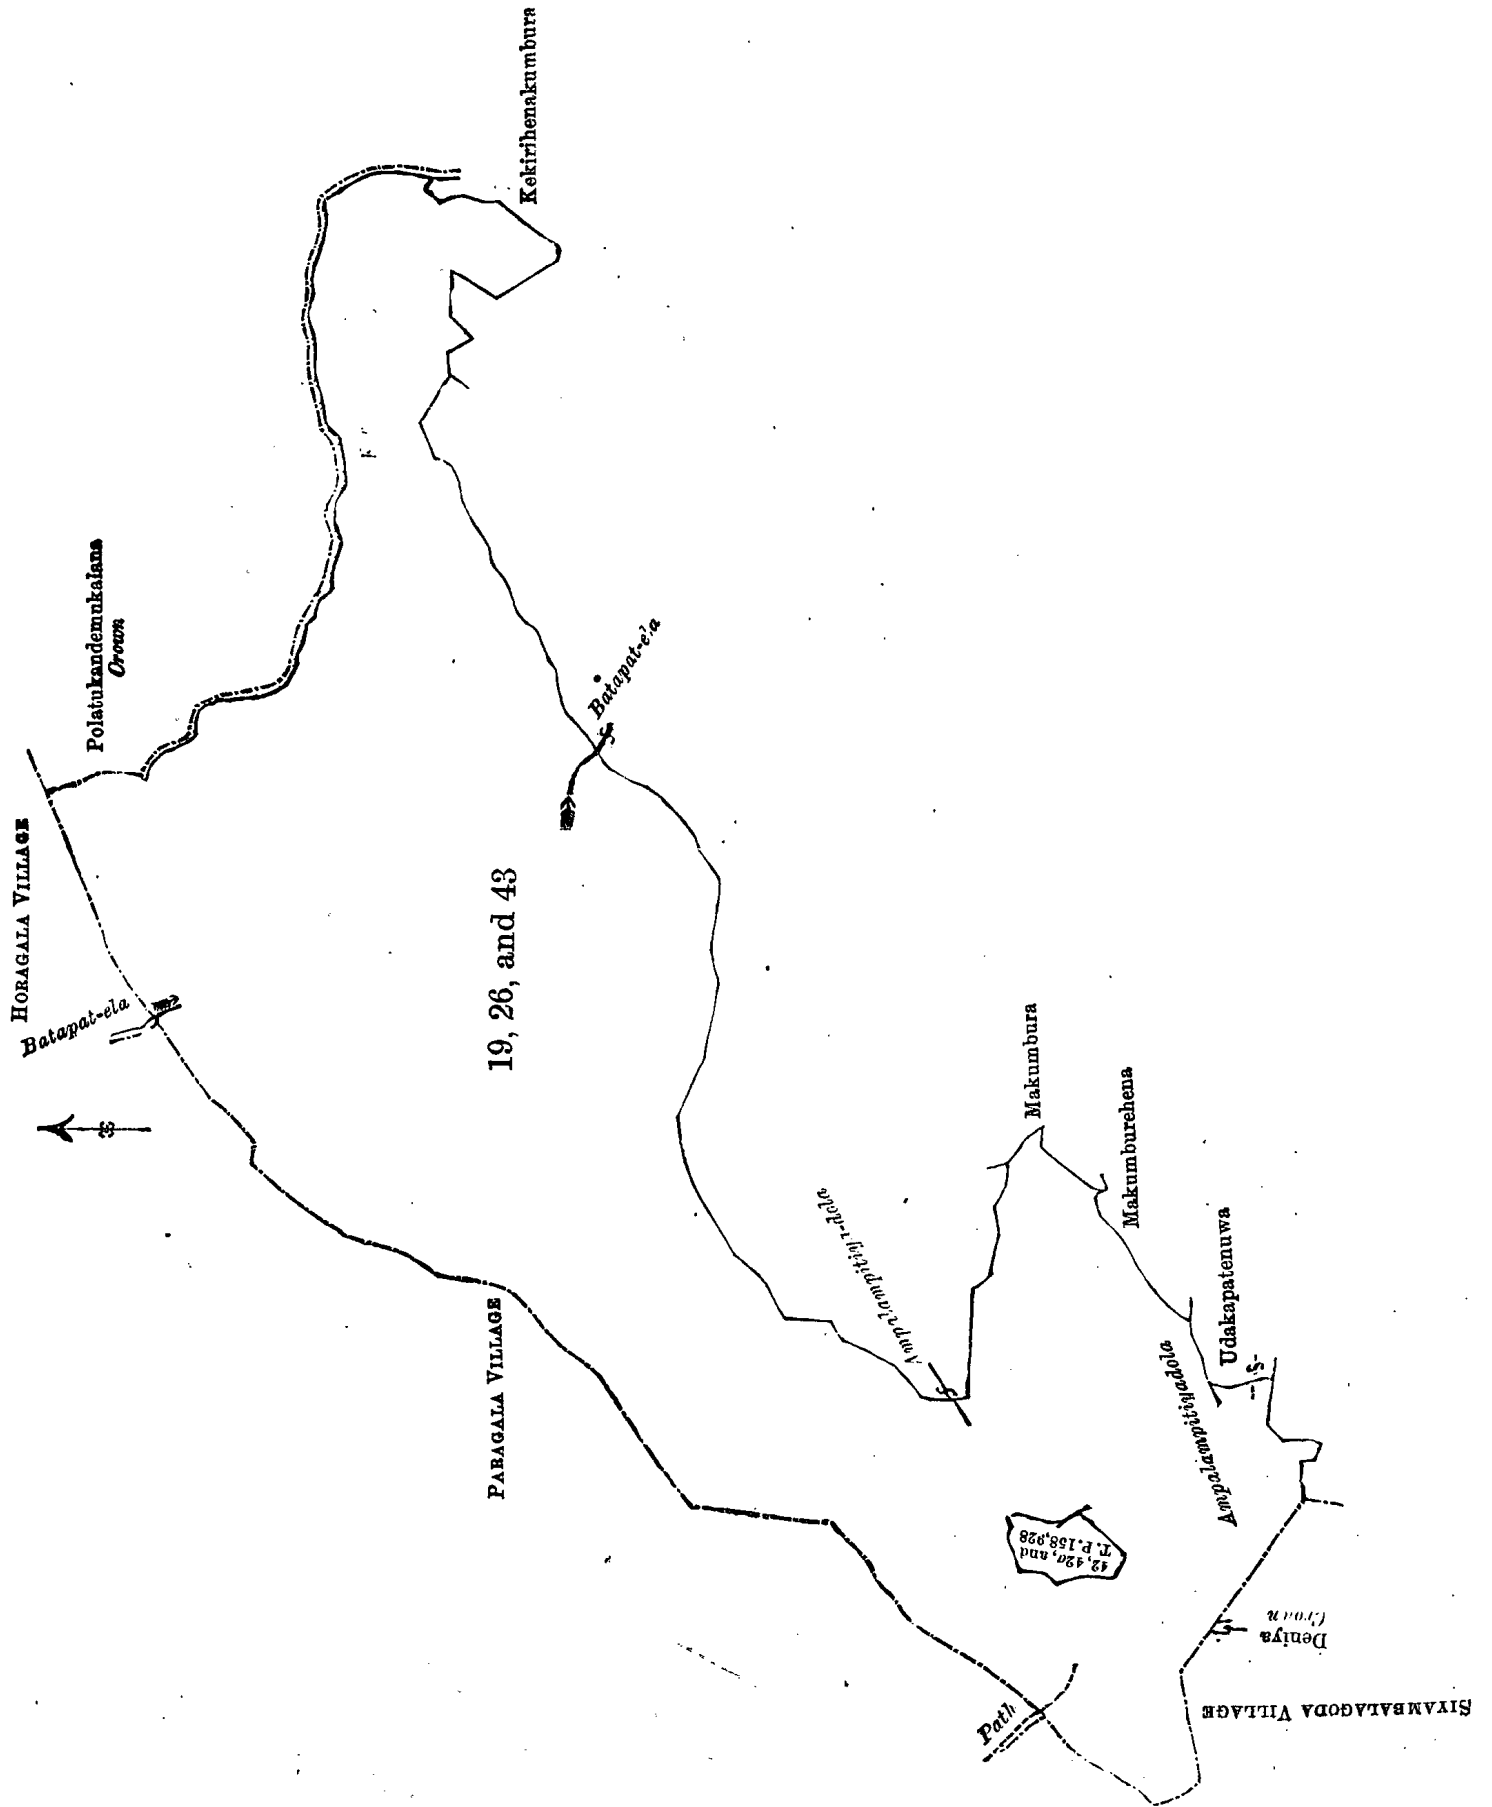 HORAGALA VILLAGE
Batapat-ela
Polatukandemukalana
Crown
Kekirihenakumbura
Batapat-ela
19, 26, and 43
PARAGALA VILLAGE
Ampalampitiya-dola
Makumbura
Makumburehena
Udakapatenuwa
Ampalampitiyadola
42, 42a, and
T. P. 158,928
Path
Deniya
Crown
SIYAMBALAGODA VILLAGE